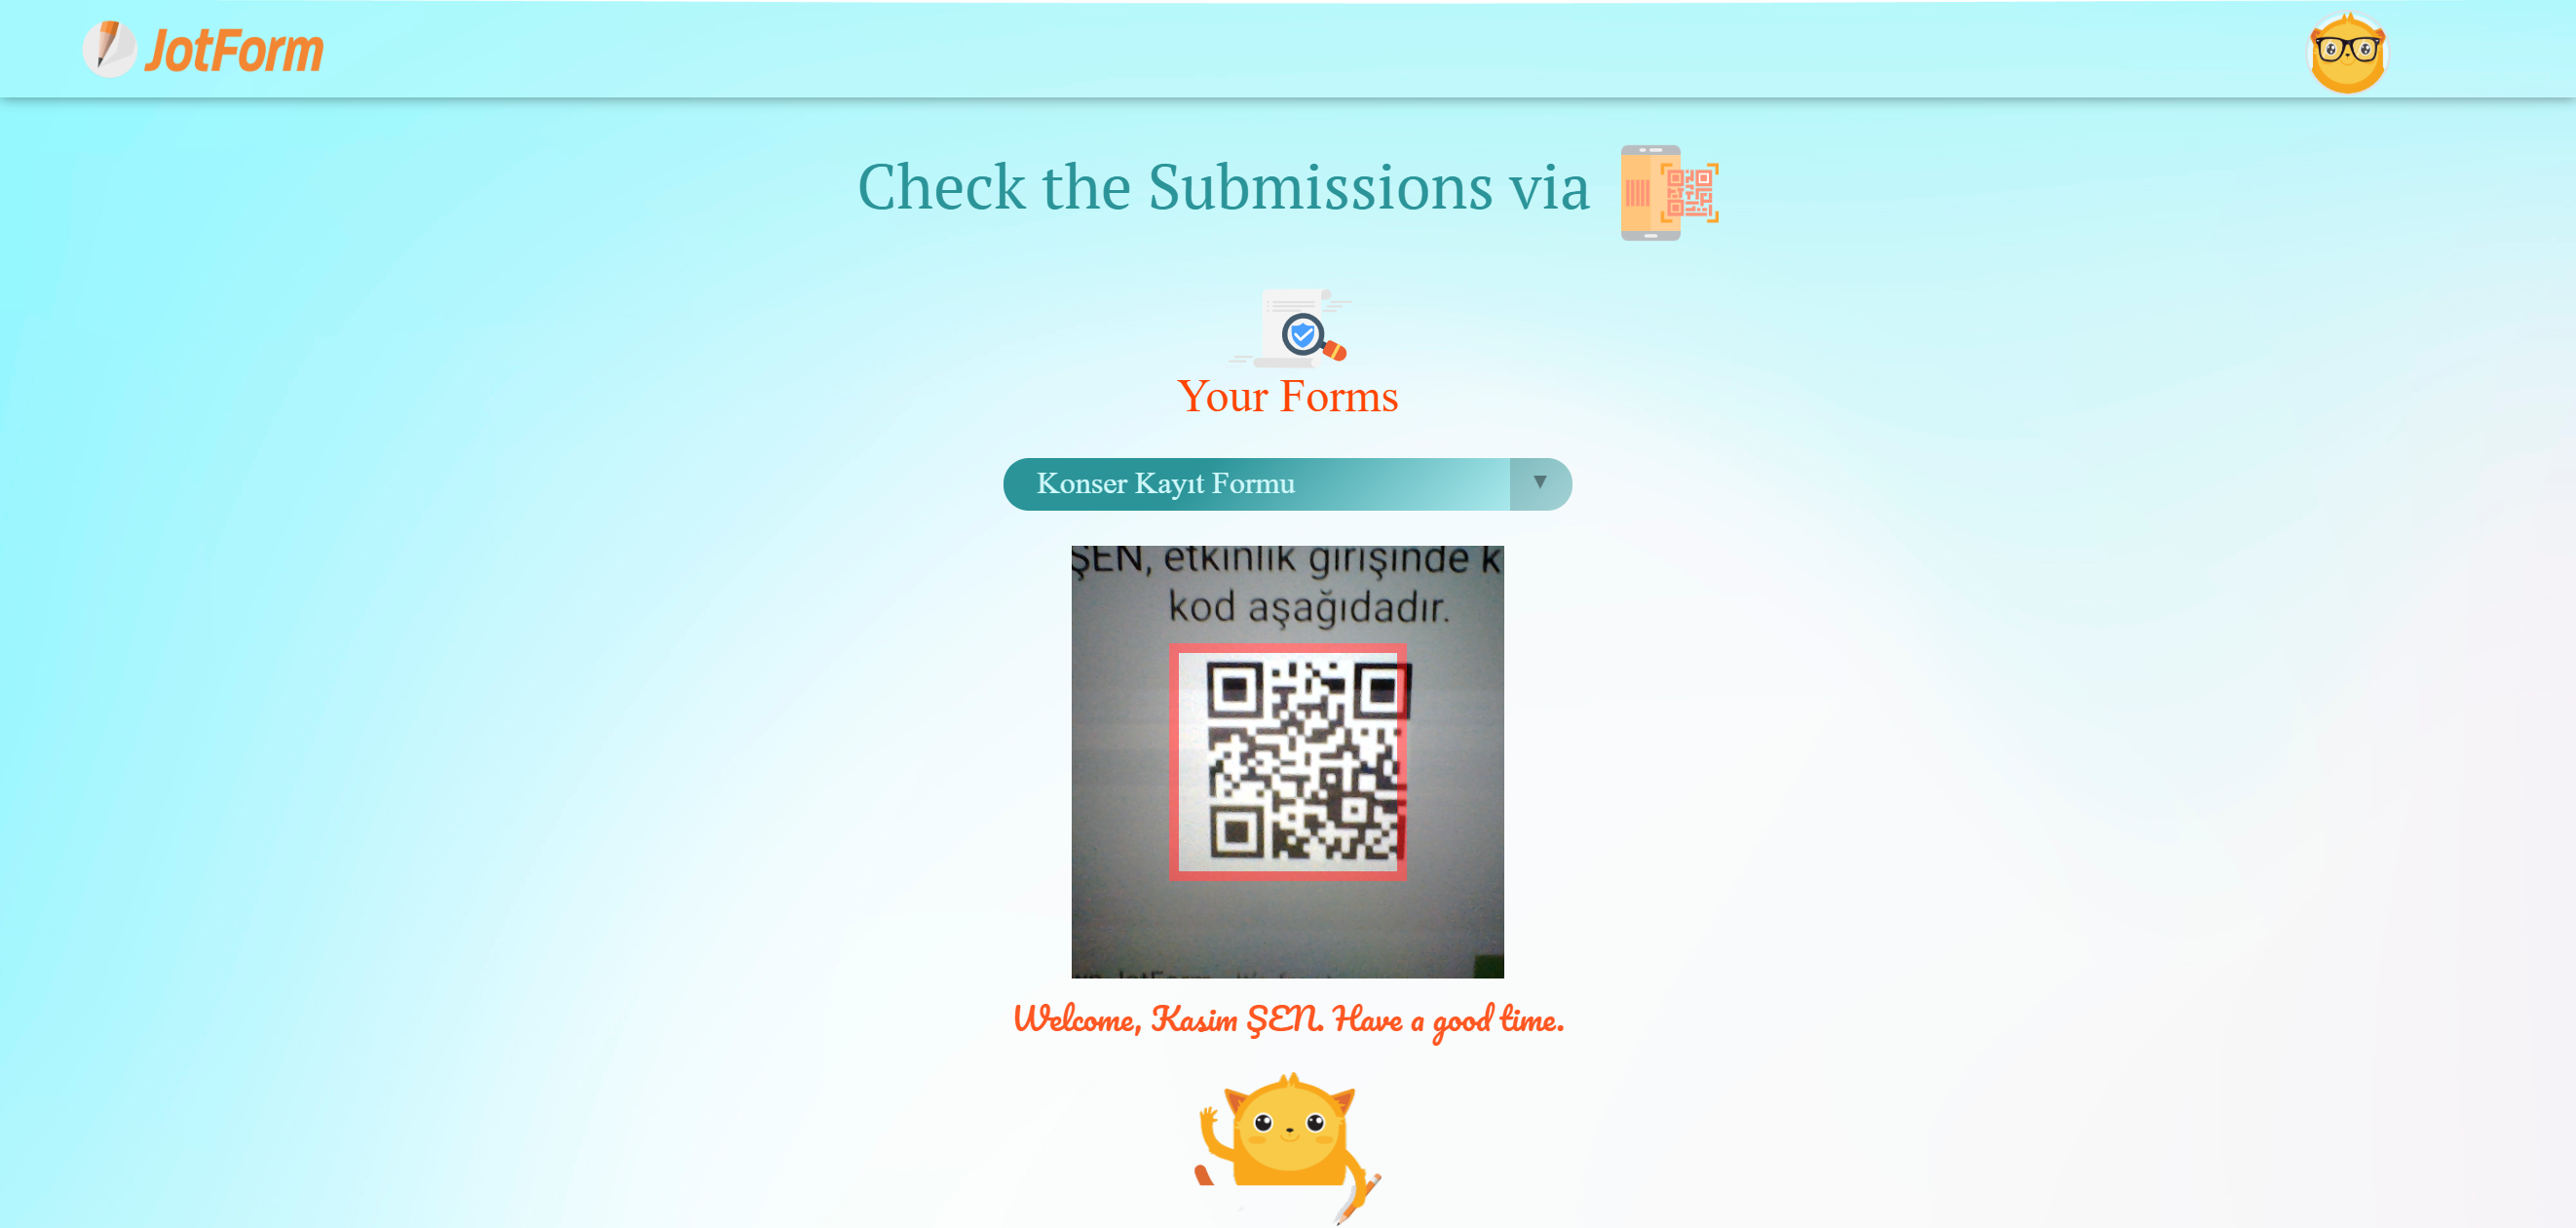 JotForm
Check the Submissions via
Your Forms
Konser Kayıt Formu
ŞEN, etkinlik girişinde k
kod aşağıdadır.
JotForm
Welcome, Kasim ŞEN. Have a good time.